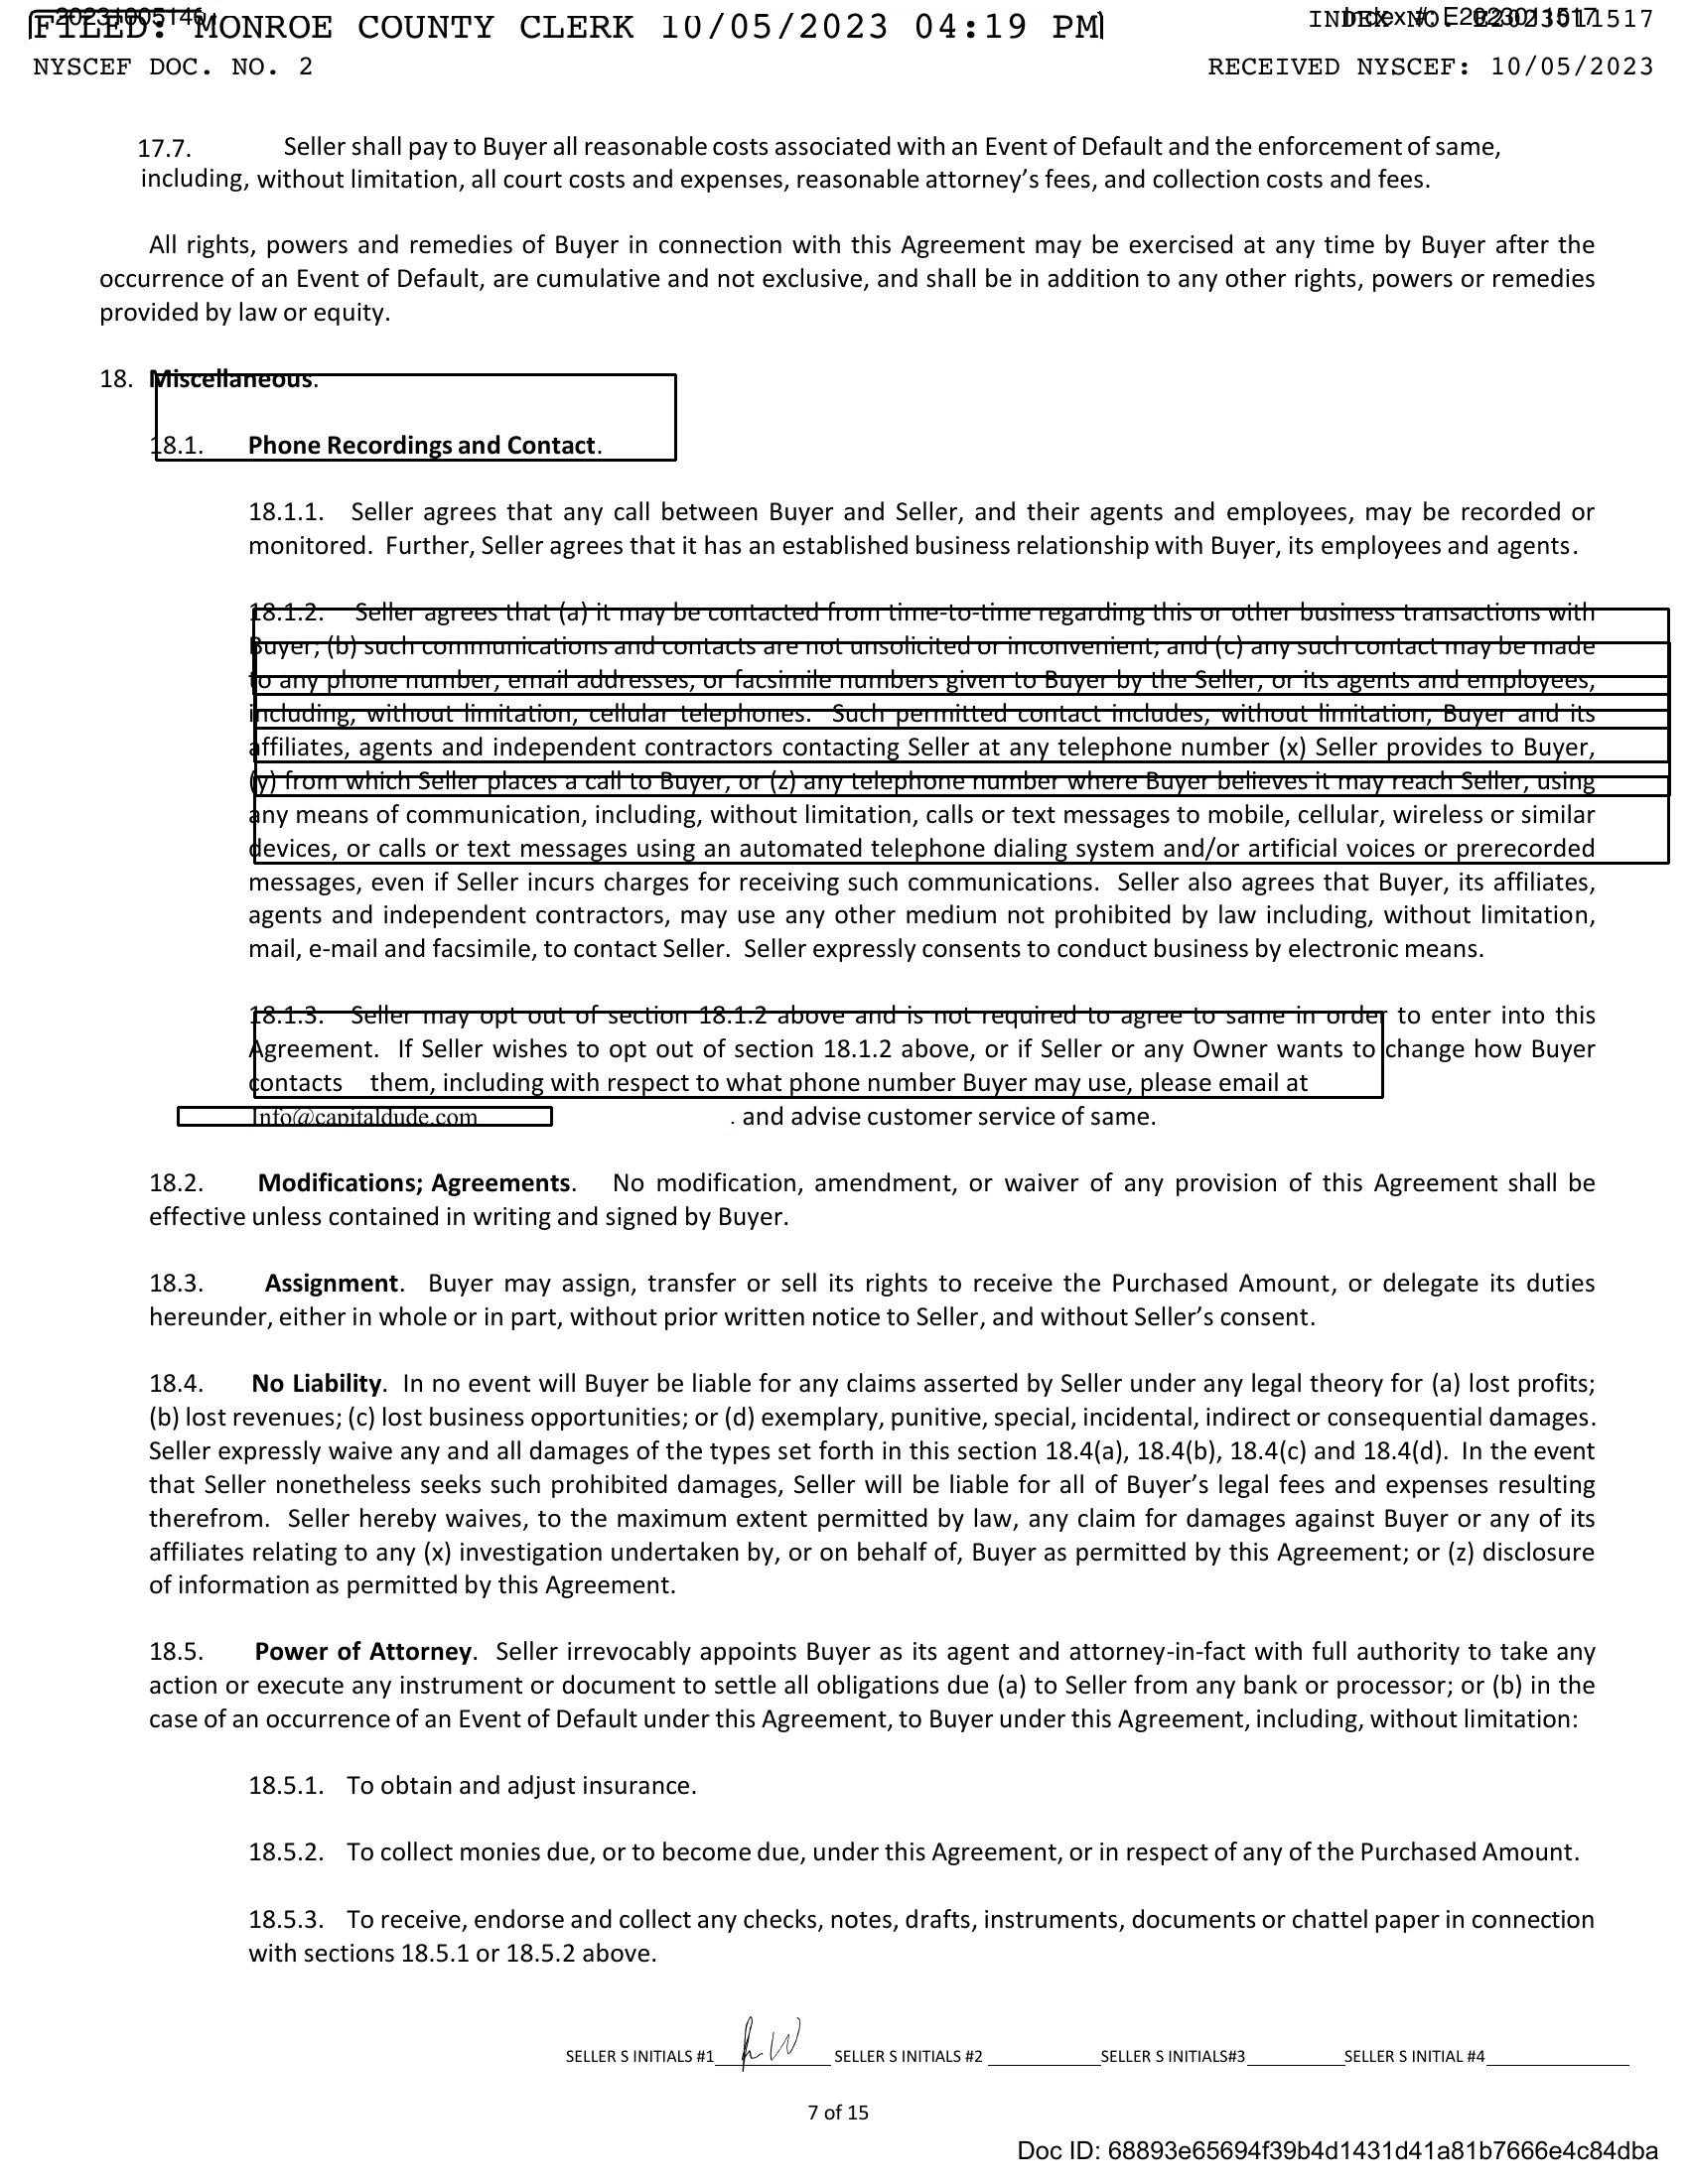 202310051464
FILED: MONROE COUNTY CLERK 10/05/2023 04:19 PM
INDEX NO. E2023011517
Index #: E2023011517
NYSCEF DOC. NO. 2
RECEIVED NYSCEF: 10/05/2023
17.7. Seller shall pay to Buyer all reasonable costs associated with an Event of Default and the enforcement of same,
including, without limitation, all court costs and expenses, reasonable attorney’s fees, and collection costs and fees.
All rights, powers and remedies of Buyer in connection with this Agreement may be exercised at any time by Buyer after the
occurrence of an Event of Default, are cumulative and not exclusive, and shall be in addition to any other rights, powers or remedies
provided by law or equity.
18. Miscellaneous.
18.1. Phone Recordings and Contact.
18.1.1. Seller agrees that any call between Buyer and Seller, and their agents and employees, may be recorded or
monitored. Further, Seller agrees that it has an established business relationship with Buyer, its employees and agents.
18.1.2. Seller agrees that (a) it may be contacted from time-to-time regarding this or other business transactions with
Buyer; (b) such communications and contacts are not unsolicited or inconvenient; and (c) any such contact may be made
to any phone number, email addresses, or facsimile numbers given to Buyer by the Seller, or its agents and employees,
including, without limitation, cellular telephones. Such permitted contact includes, without limitation, Buyer and its
affiliates, agents and independent contractors contacting Seller at any telephone number (x) Seller provides to Buyer,
(y) from which Seller places a call to Buyer, or (z) any telephone number where Buyer believes it may reach Seller, using
any means of communication, including, without limitation, calls or text messages to mobile, cellular, wireless or similar
devices, or calls or text messages using an automated telephone dialing system and/or artificial voices or prerecorded
messages, even if Seller incurs charges for receiving such communications. Seller also agrees that Buyer, its affiliates,
agents and independent contractors, may use any other medium not prohibited by law including, without limitation,
mail, e-mail and facsimile, to contact Seller. Seller expressly consents to conduct business by electronic means.
18.1.3. Seller may opt out of section 18.1.2 above and is not required to agree to same in order to enter into this
Agreement. If Seller wishes to opt out of section 18.1.2 above, or if Seller or any Owner wants to change how Buyer
contacts them, including with respect to what phone number Buyer may use, please email at
Info@capitaldude.com . and advise customer service of same.
18.2. Modifications; Agreements. No modification, amendment, or waiver of any provision of this Agreement shall be
effective unless contained in writing and signed by Buyer.
18.3. Assignment. Buyer may assign, transfer or sell its rights to receive the Purchased Amount, or delegate its duties
hereunder, either in whole or in part, without prior written notice to Seller, and without Seller’s consent.
18.4. No Liability. In no event will Buyer be liable for any claims asserted by Seller under any legal theory for (a) lost profits;
(b) lost revenues; (c) lost business opportunities; or (d) exemplary, punitive, special, incidental, indirect or consequential damages.
Seller expressly waive any and all damages of the types set forth in this section 18.4(a), 18.4(b), 18.4(c) and 18.4(d). In the event
that Seller nonetheless seeks such prohibited damages, Seller will be liable for all of Buyer’s legal fees and expenses resulting
therefrom. Seller hereby waives, to the maximum extent permitted by law, any claim for damages against Buyer or any of its
affiliates relating to any (x) investigation undertaken by, or on behalf of, Buyer as permitted by this Agreement; or (z) disclosure
of information as permitted by this Agreement.
18.5. Power of Attorney. Seller irrevocably appoints Buyer as its agent and attorney-in-fact with full authority to take any
action or execute any instrument or document to settle all obligations due (a) to Seller from any bank or processor; or (b) in the
case of an occurrence of an Event of Default under this Agreement, to Buyer under this Agreement, including, without limitation:
18.5.1. To obtain and adjust insurance.
18.5.2. To collect monies due, or to become due, under this Agreement, or in respect of any of the Purchased Amount.
18.5.3. To receive, endorse and collect any checks, notes, drafts, instruments, documents or chattel paper in connection
with sections 18.5.1 or 18.5.2 above.
SELLER S INITIALS #1 SELLER S INITIALS #2 SELLER S INITIALS#3 SELLER S INITIAL #4
7 of 15
Doc ID: 68893e65694f39b4d1431d41a81b7666e4c84dba